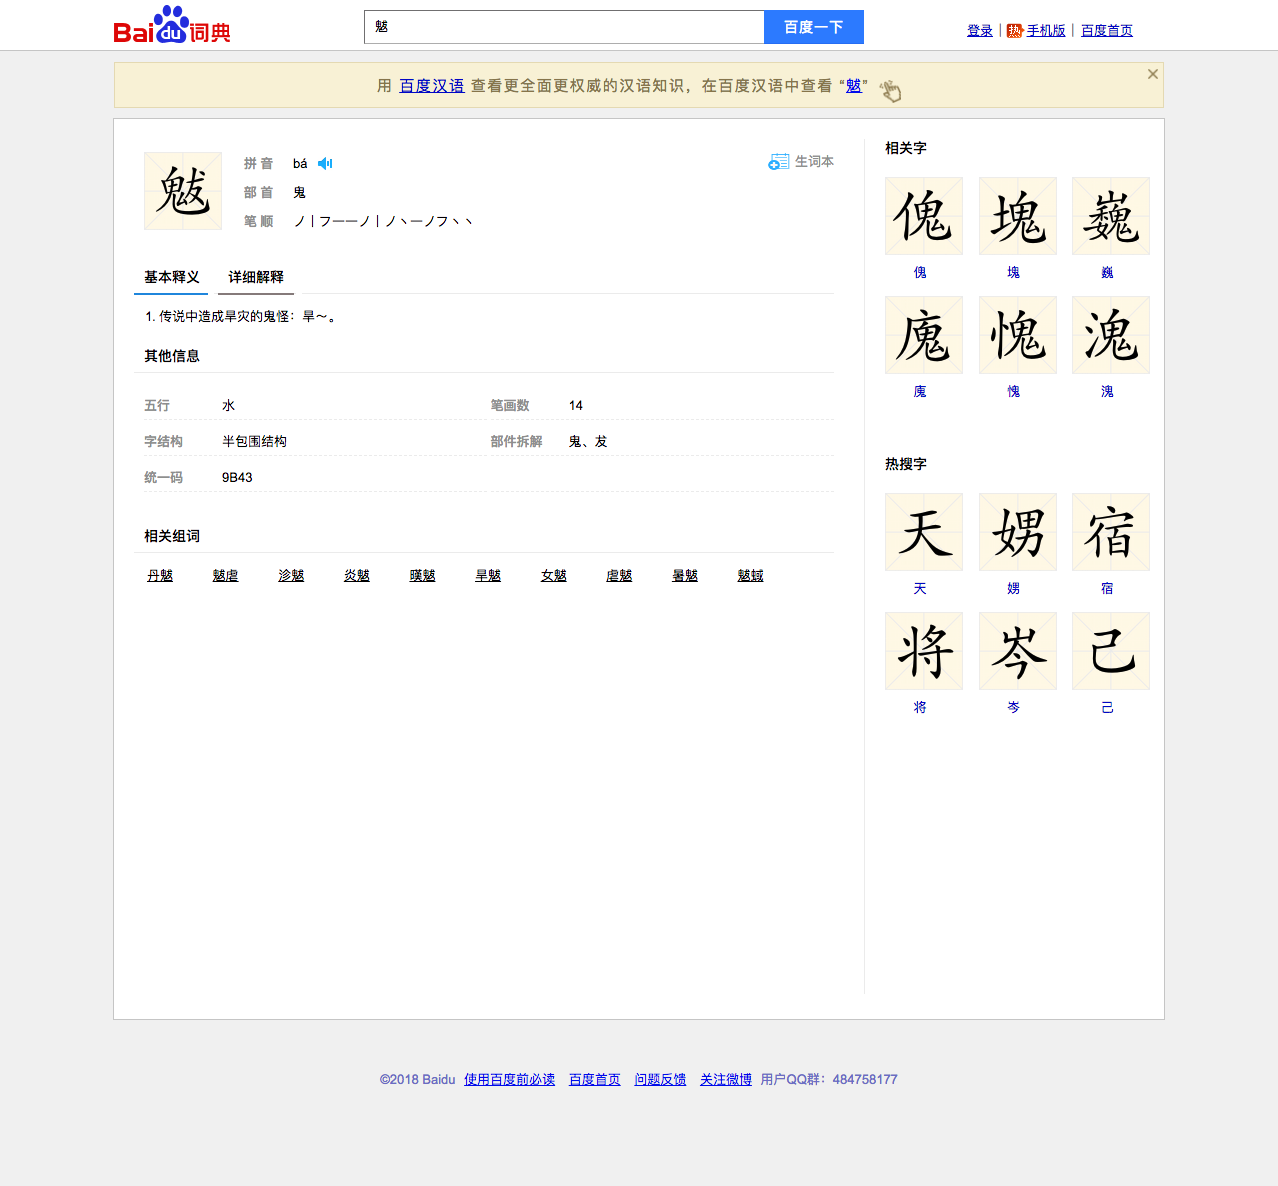 Bai du 词典
魃
百度一下
登录 | 热 手机版 | 百度首页
用 百度汉语 查看更全面更权威的汉语知识，在百度汉语中查看 “魃”
魃
拼 音 bá
生词本
部 首 鬼
笔 顺 ノ丨フ一一ノ丨ノ丶一ノフ丶丶
基本释义 详细解释
1. 传说中造成旱灾的鬼怪：旱～。
其他信息
五行 水 笔画数 14
字结构 半包围结构 部件拆解 鬼、发
统一码 9B43
相关组词
丹魃 魃虐 沴魃 炎魃 暵魃 旱魃 女魃 虐魃 暑魃 魃蜮
相关字
傀 塊 巍
傀 塊 巍
廆 愧 溾
廆 愧 溾
热搜字
天 娚 宿
天 娚 宿
将 岑 己
将 岑 己
©2018 Baidu 使用百度前必读 百度首页 问题反馈 关注微博 用户QQ群：484758177